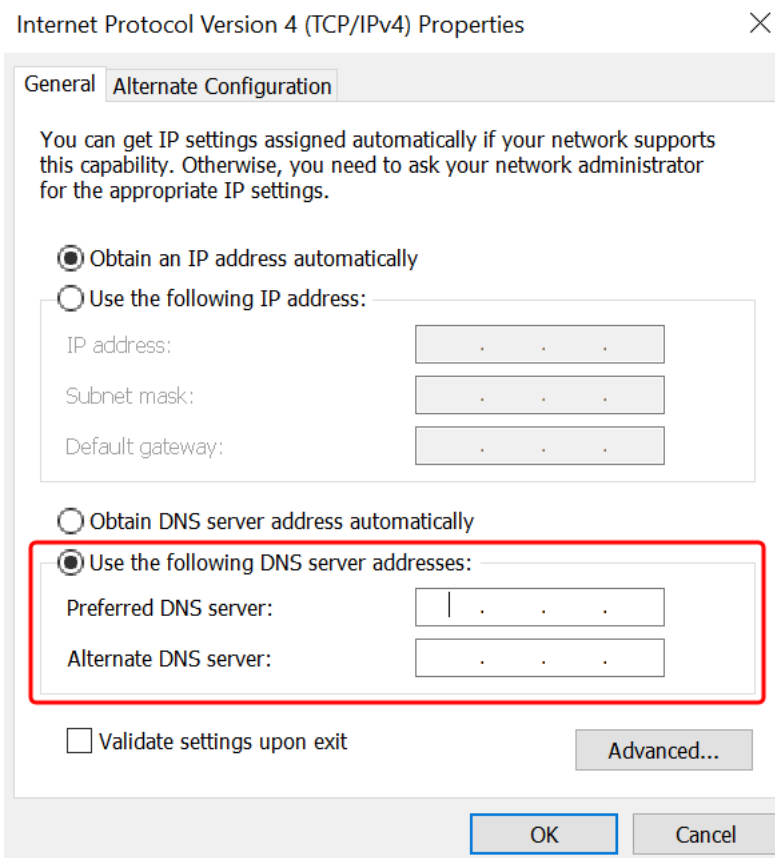 Internet Protocol Version 4 (TCP/IPv4) Properties
General
Alternate Configuration
You can get IP settings assigned automatically if your network supports
this capability. Otherwise, you need to ask your network administrator
for the appropriate IP settings.
Obtain an IP address automatically
Use the following IP address:
IP address:
Subnet mask:
Default gateway:
Obtain DNS server address automatically
Use the following DNS server addresses:
Preferred DNS server:
Alternate DNS server:
Validate settings upon exit
Advanced...
OK
Cancel